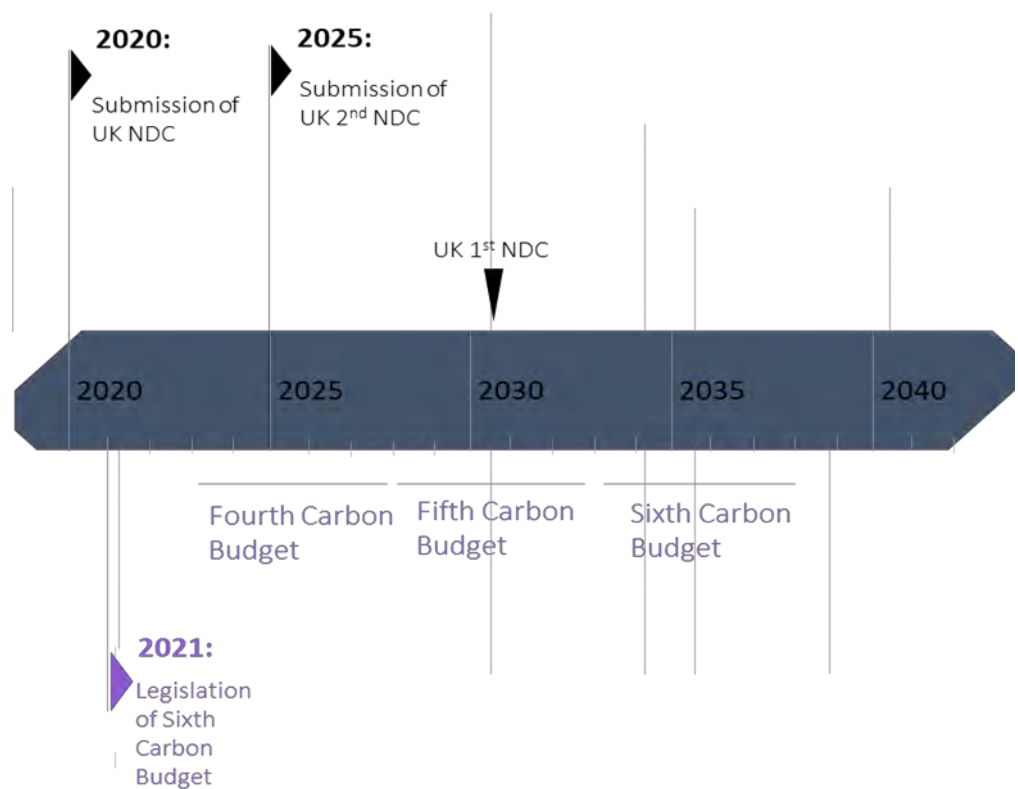 2020:
Submission of
UK NDC
2025:
Submission of
UK 2nd NDC
UK 1st NDC
2020
2025
2030
2035
2040
Fourth Carbon
Budget
Fifth Carbon
Budget
Sixth Carbon
Budget
2021:
Legislation
of Sixth
Carbon
Budget